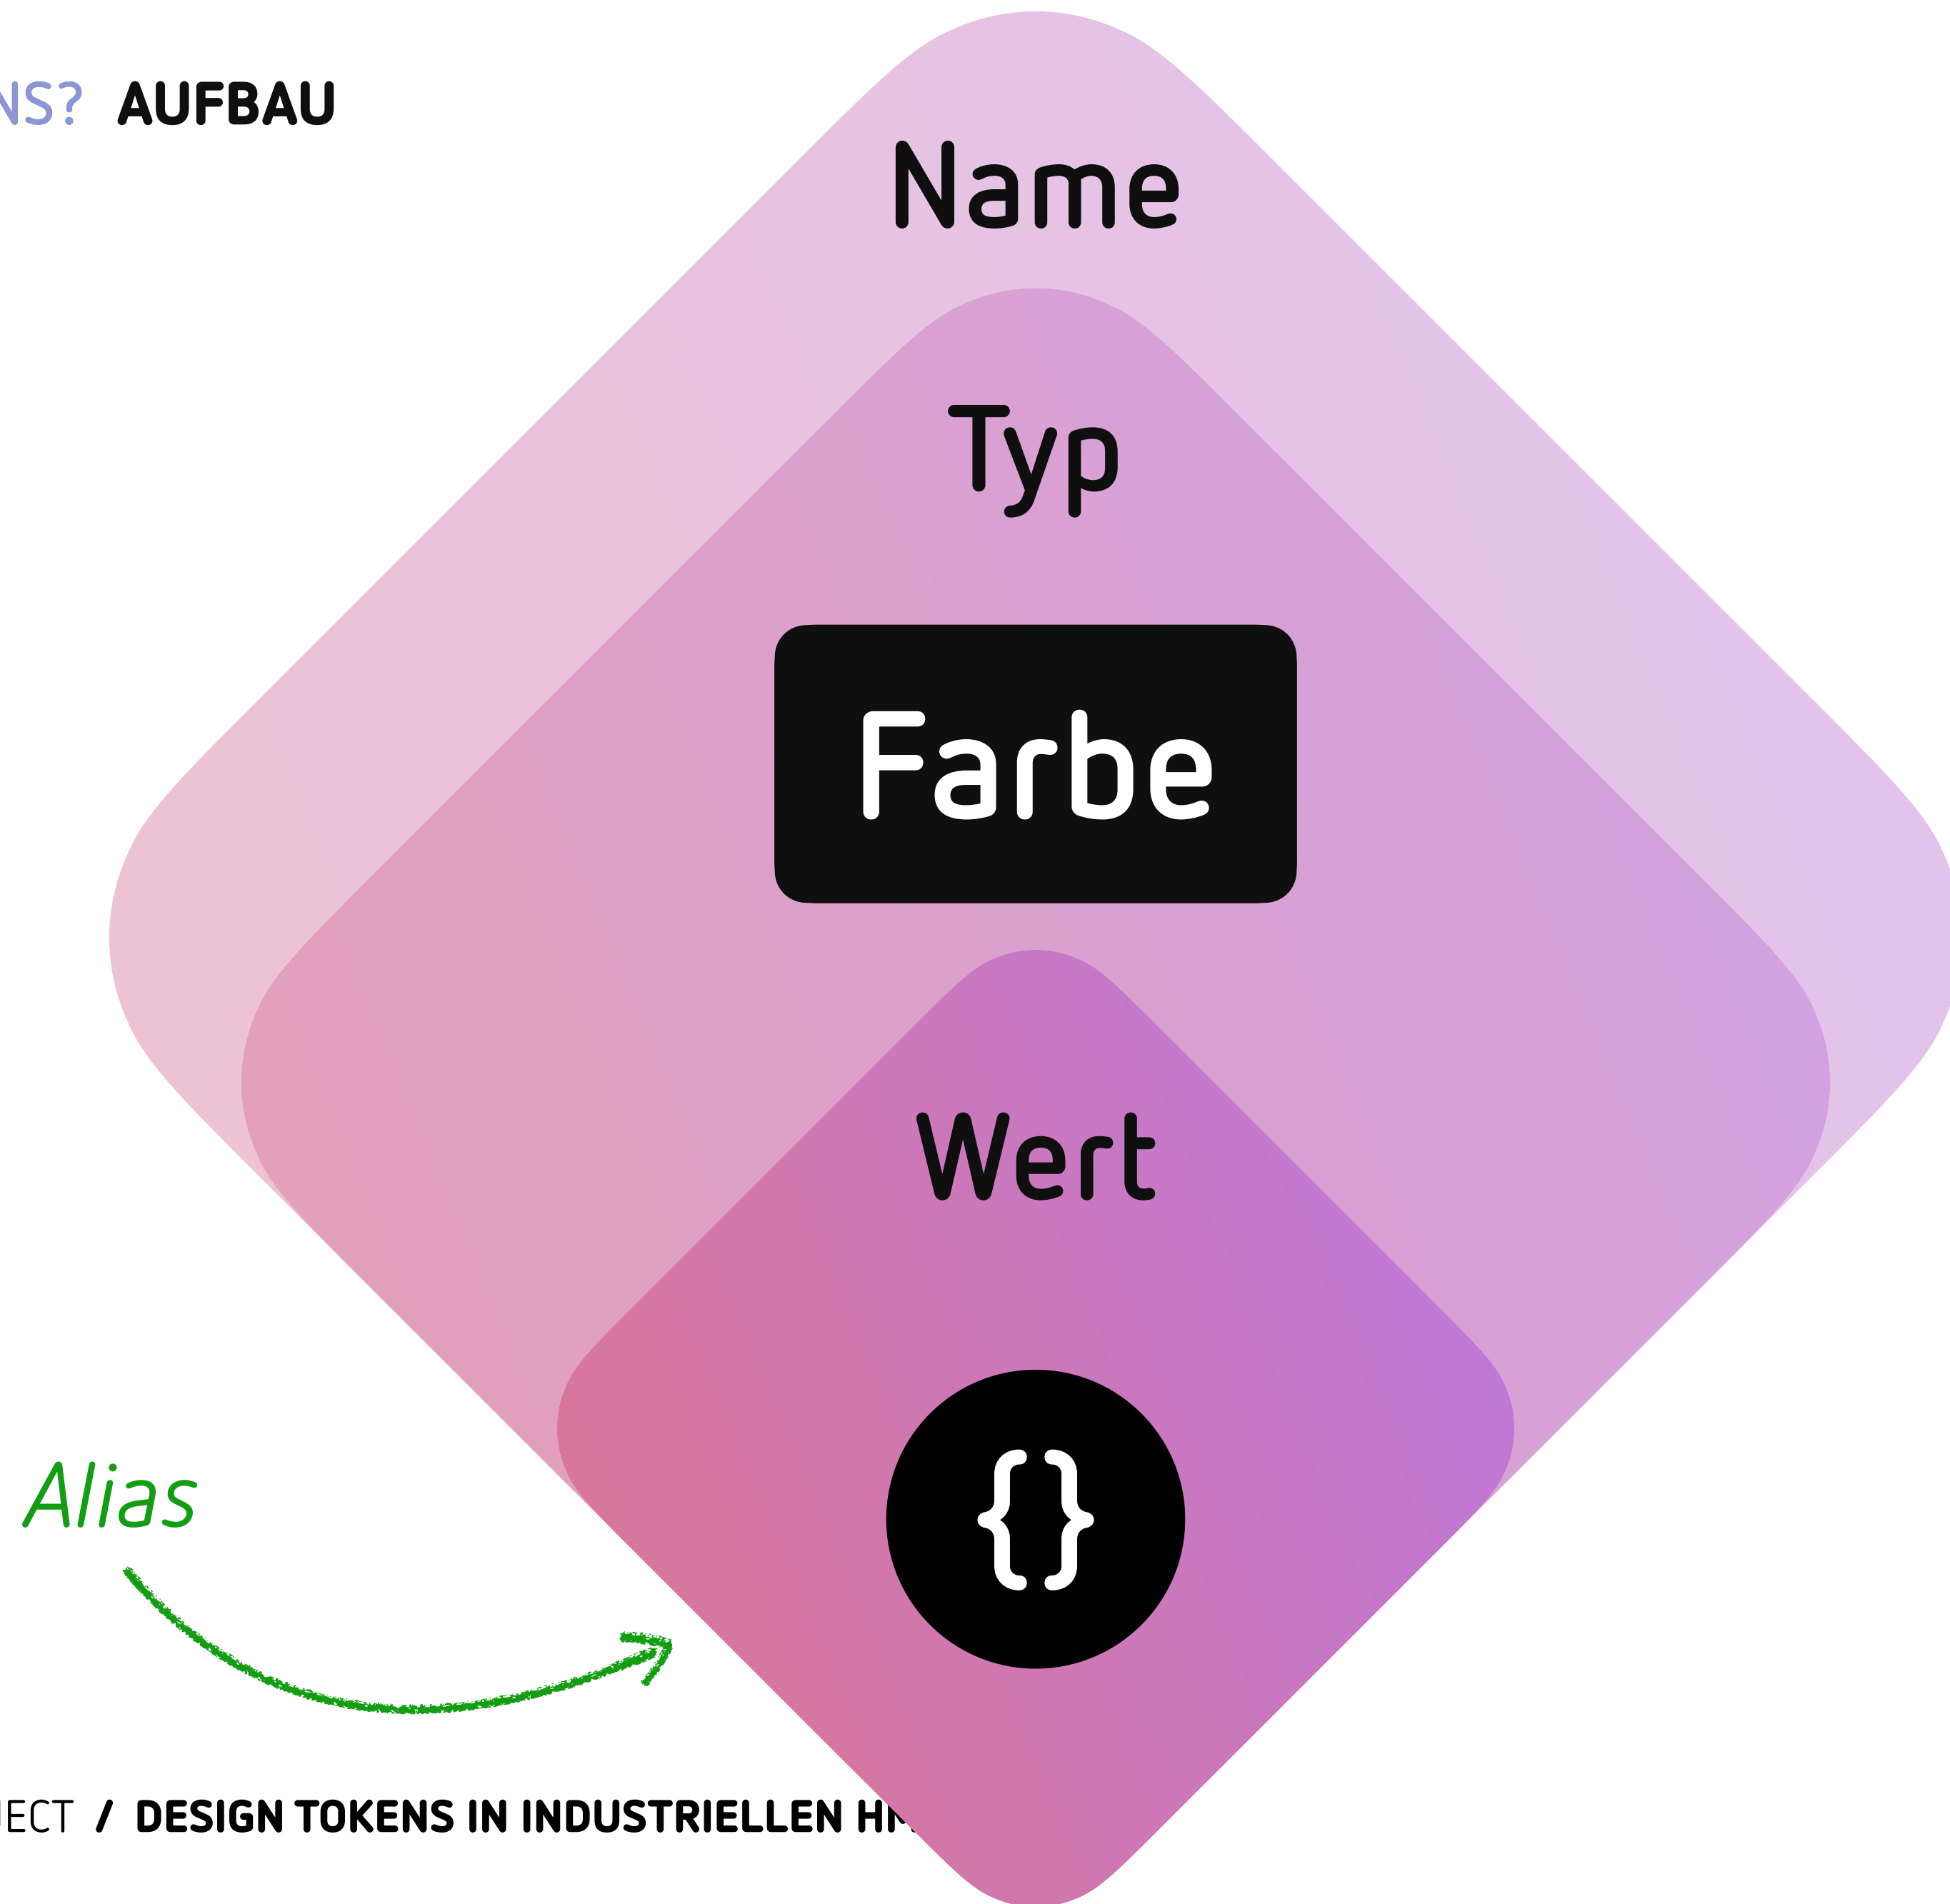 NS? AUFBAU
Name
Typ
Farbe
Wert
{}
Alias
ECT / DESIGN TOKENS IN INDUSTRIELLEN